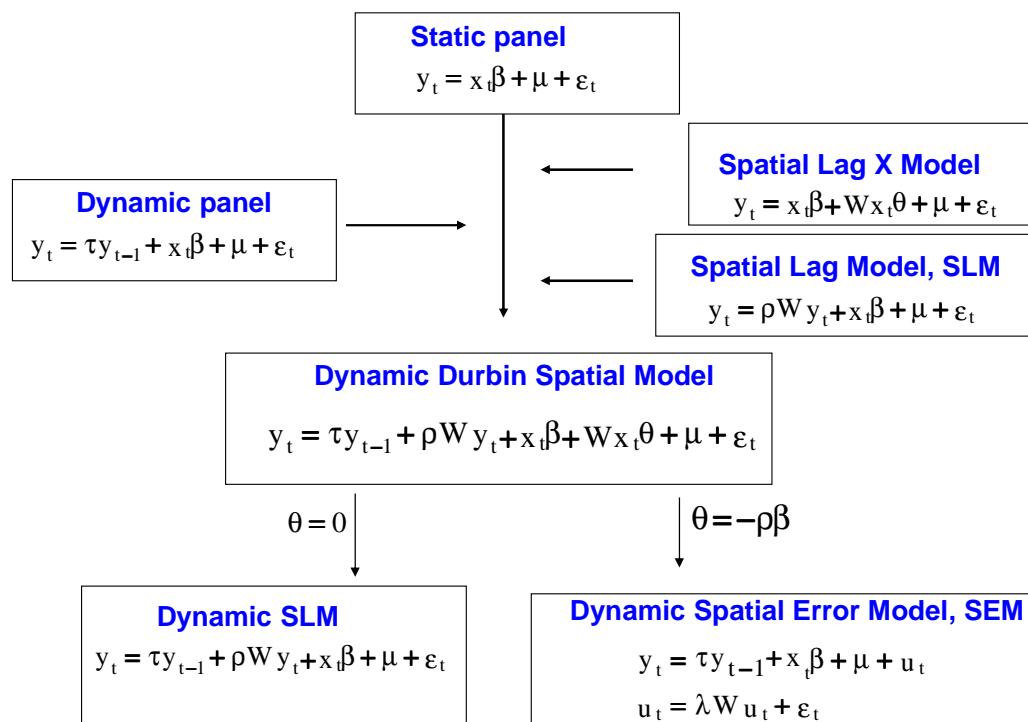 Static panel
y_t = x_tβ + μ + ε_t
Spatial Lag X Model
y_t = x_tβ + Wx_tθ + μ + ε_t
Dynamic panel
y_t = τy_{t−1} + x_tβ + μ + ε_t
Spatial Lag Model, SLM
y_t = ρWy_t + x_tβ + μ + ε_t
Dynamic Durbin Spatial Model
y_t = τy_{t−1} + ρWy_t + x_tβ + Wx_tθ + μ + ε_t
θ = 0
θ = −ρβ
Dynamic SLM
y_t = τy_{t−1} + ρWy_t + x_tβ + μ + ε_t
Dynamic Spatial Error Model, SEM
y_t = τy_{t−1} + x_tβ + μ + u_t
u_t = λWu_t + ε_t